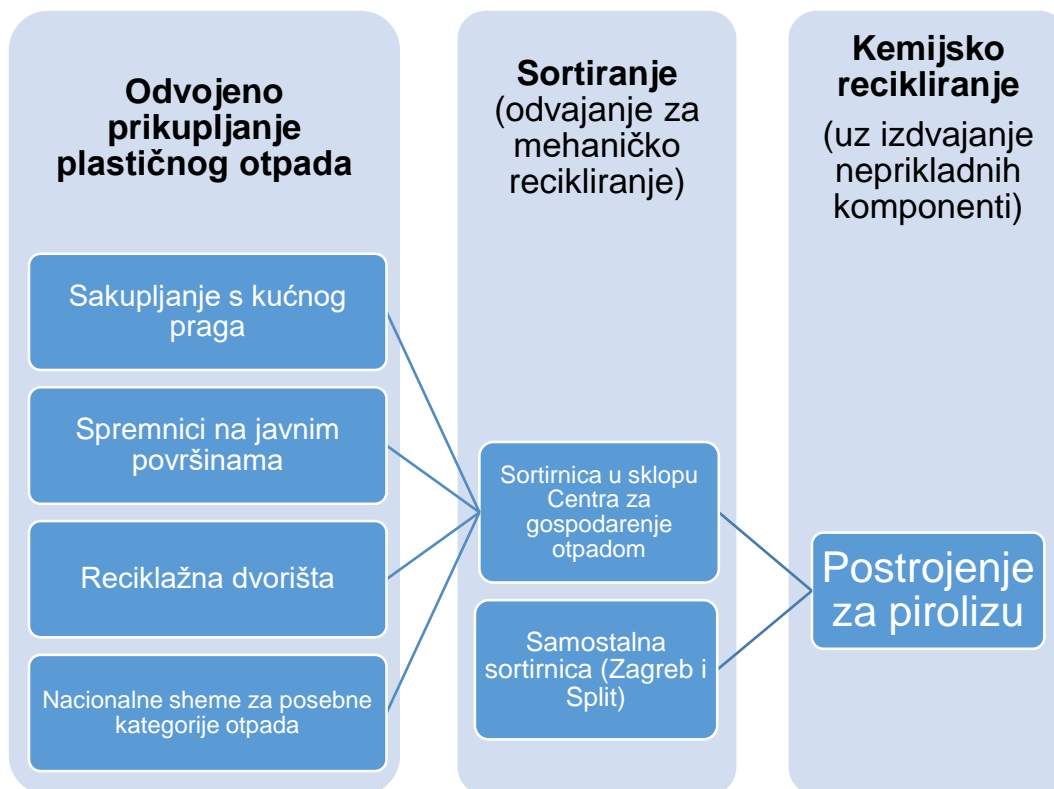 Odvojeno
prikupljanje
plastičnog otpada
Sakupljanje s kućnog
praga
Spremnici na javnim
površinama
Reciklažna dvorišta
Nacionalne sheme za posebne
kategorije otpada
Sortiranje
(odvajanje za
mehaničko
recikliranje)
Sortirnica u sklopu
Centra za
gospodarenje
otpadom
Samostalna
sortirnica (Zagreb i
Split)
Kemijsko
recikliranje
(uz izdvajanje
neprikladnih
komponenti)
Postrojenje
za pirolizu